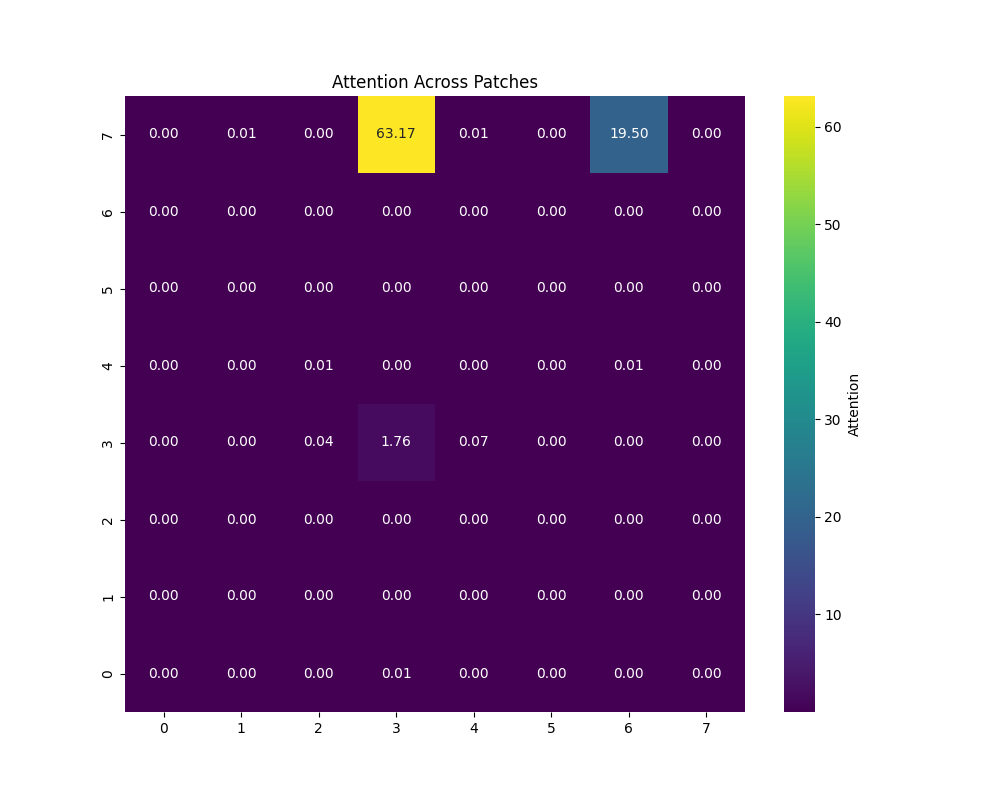 Attention Across Patches
7 0.00 0.01 0.00 63.17 0.01 0.00 19.50 0.00
6 0.00 0.00 0.00 0.00 0.00 0.00 0.00 0.00
5 0.00 0.00 0.00 0.00 0.00 0.00 0.00 0.00
4 0.00 0.00 0.01 0.00 0.00 0.00 0.01 0.00
3 0.00 0.00 0.04 1.76 0.07 0.00 0.00 0.00
2 0.00 0.00 0.00 0.00 0.00 0.00 0.00 0.00
1 0.00 0.00 0.00 0.00 0.00 0.00 0.00 0.00
0 0.00 0.00 0.00 0.01 0.00 0.00 0.00 0.00
0 1 2 3 4 5 6 7
60
50
40
30
20
10
Attention